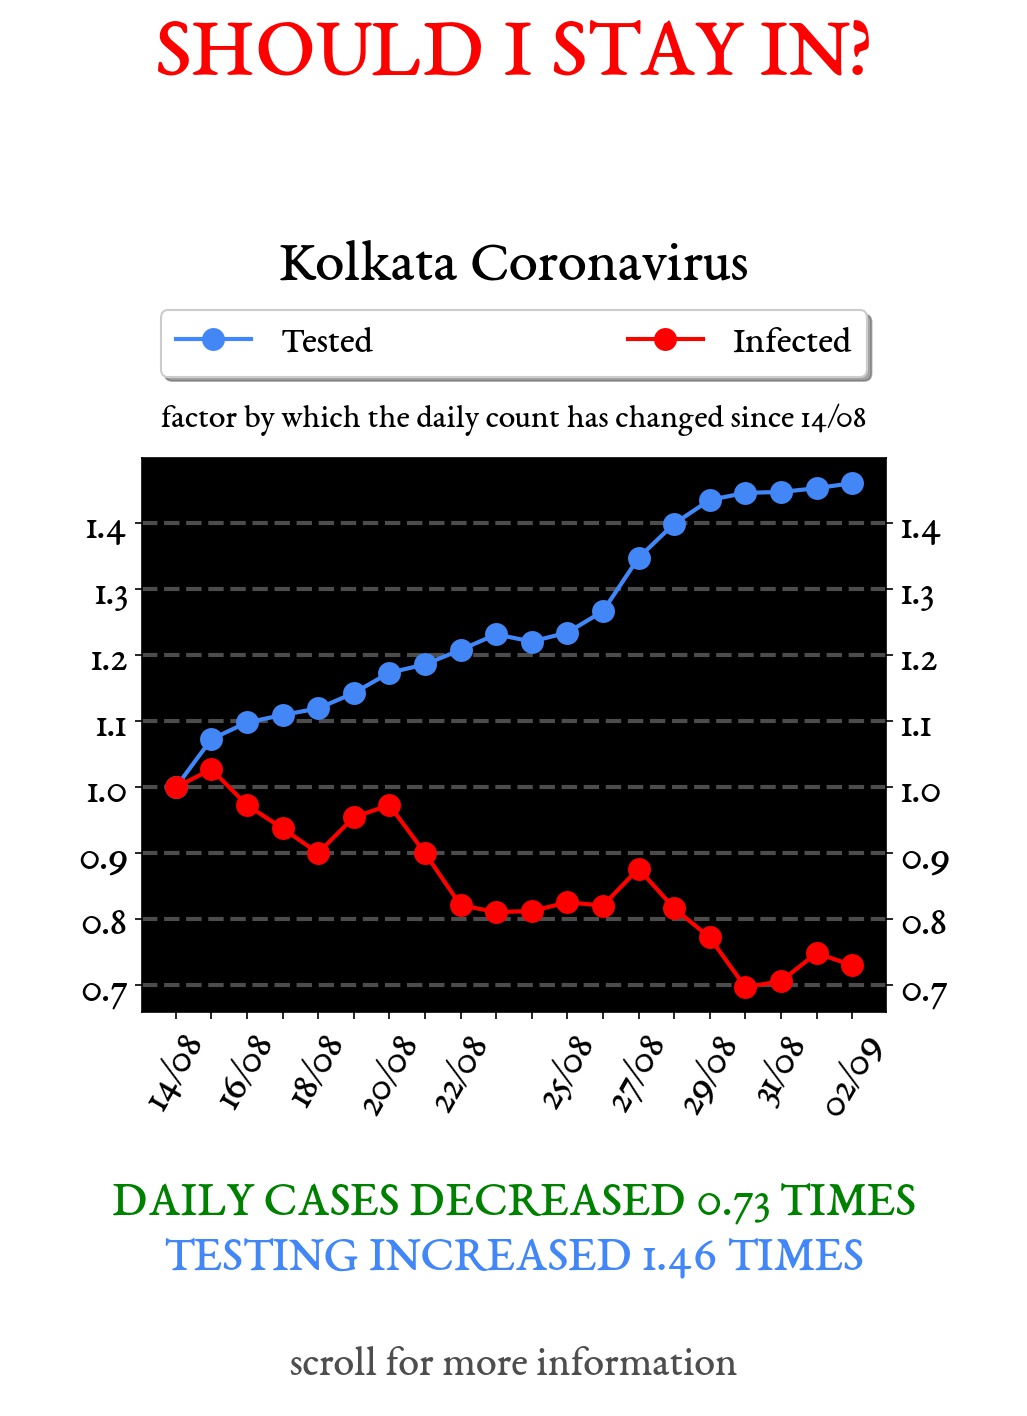 SHOULD I STAY IN?
Kolkata Coronavirus
Tested Infected
factor by which the daily count has changed since 14/08
1.4 1.4
1.3 1.3
1.2 1.2
1.1 1.1
1.0 1.0
0.9 0.9
0.8 0.8
0.7 0.7
14/08 16/08 18/08 20/08 22/08 25/08 27/08 29/08 31/08 02/09
DAILY CASES DECREASED 0.73 TIMES
TESTING INCREASED 1.46 TIMES
scroll for more information